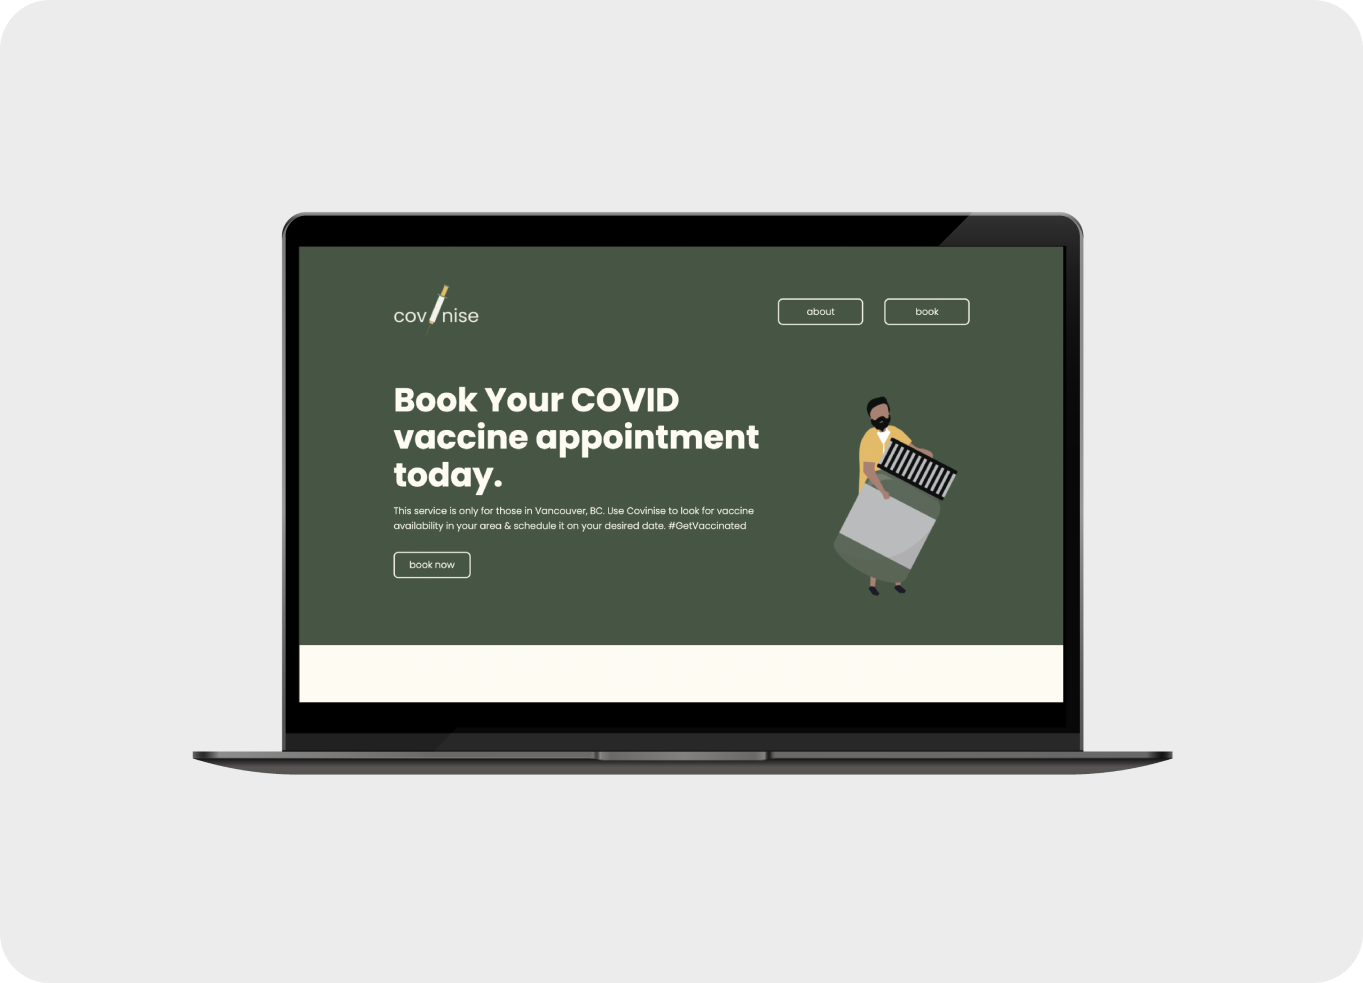 cov nise
about
book
Book Your COVID
vaccine appointment
today.
This service is only for those in Vancouver, BC. Use Covinise to look for vaccine
availability in your area & schedule it on your desired date. #GetVaccinated
book now